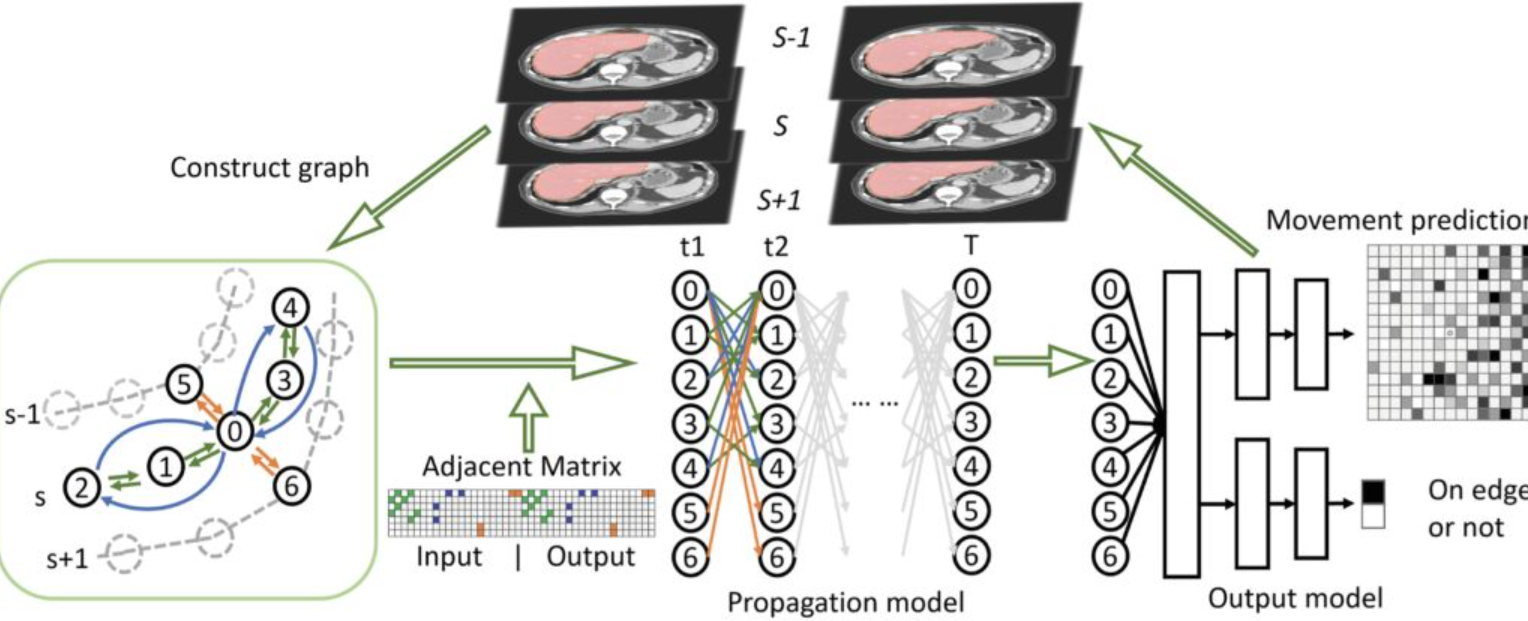 S-1
S
S+1
Construct graph
Movement prediction
t1 t2 T
4
5 3
s-1
0
2 1
s 6
s+1
Adjacent Matrix
Input | Output
0 0 0 0
1 1 1 1
2 2 2 2
3 3 3 3
... ...
4 4 4 4
5 5 5 5
6 6 6 6
Propagation model
On edge
or not
Output model